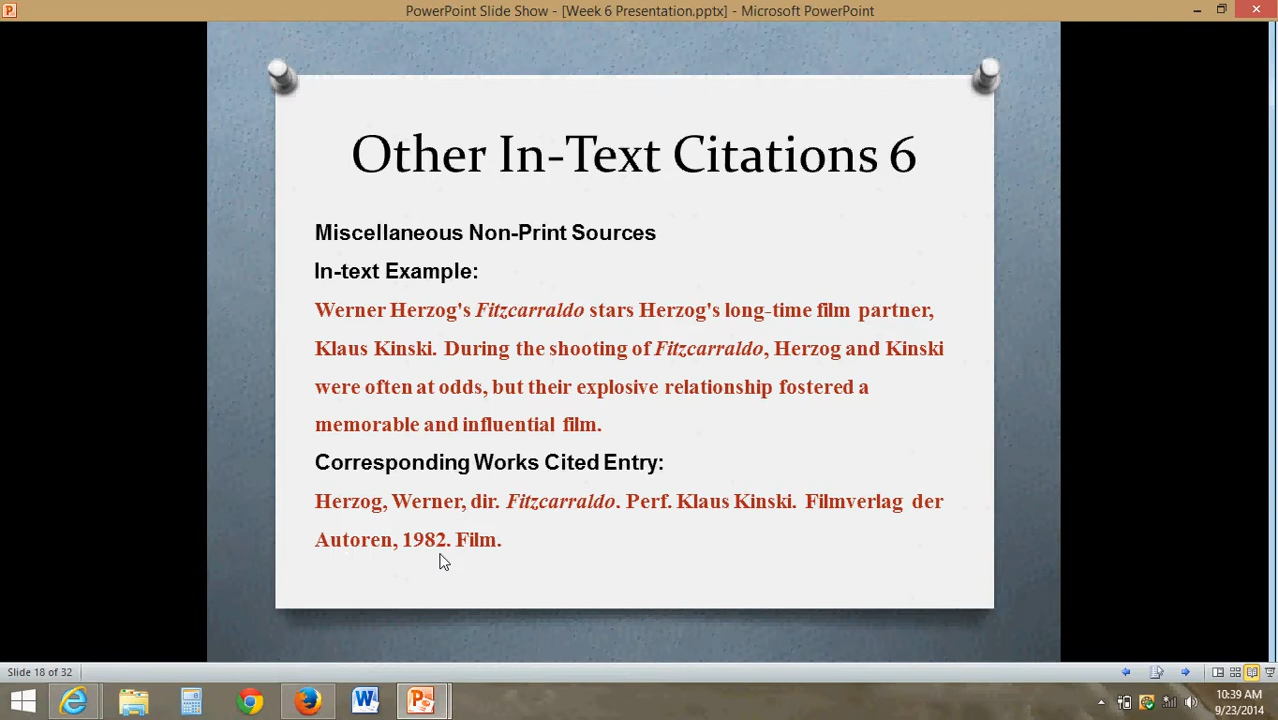 PowerPoint Slide Show - [Week 6 Presentation.pptx] - Microsoft PowerPoint
Other In-Text Citations 6
Miscellaneous Non-Print Sources
In-text Example:
Werner Herzog's Fitzcarraldo stars Herzog's long-time film partner,
Klaus Kinski. During the shooting of Fitzcarraldo, Herzog and Kinski
were often at odds, but their explosive relationship fostered a
memorable and influential film.
Corresponding Works Cited Entry:
Herzog, Werner, dir. Fitzcarraldo. Perf. Klaus Kinski. Filmverlag der
Autoren, 1982. Film.
Slide 18 of 32
10:39 AM
9/23/2014